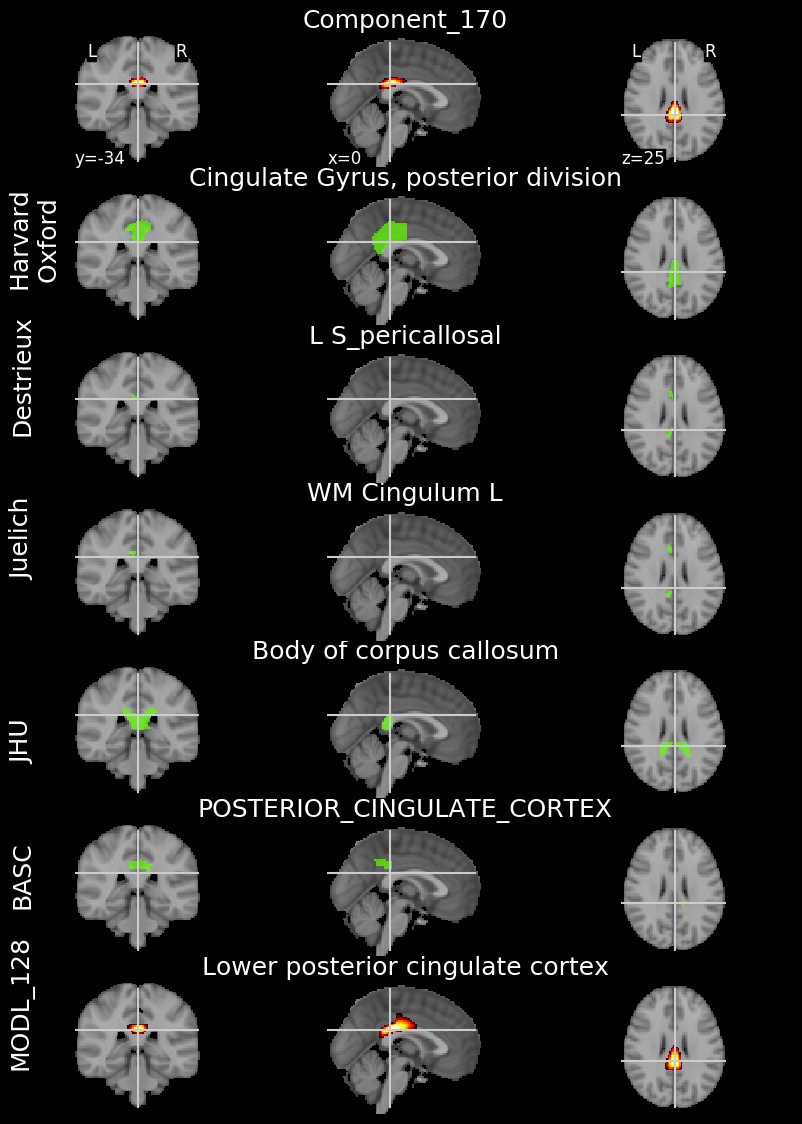 Component_170
L R
L R
y=-34
x=0
z=25
Cingulate Gyrus, posterior division
Harvard
Oxford
L S_pericallosal
Destrieux
WM Cingulum L
Juelich
Body of corpus callosum
JHU
POSTERIOR_CINGULATE_CORTEX
BASC
Lower posterior cingulate cortex
MODL_128